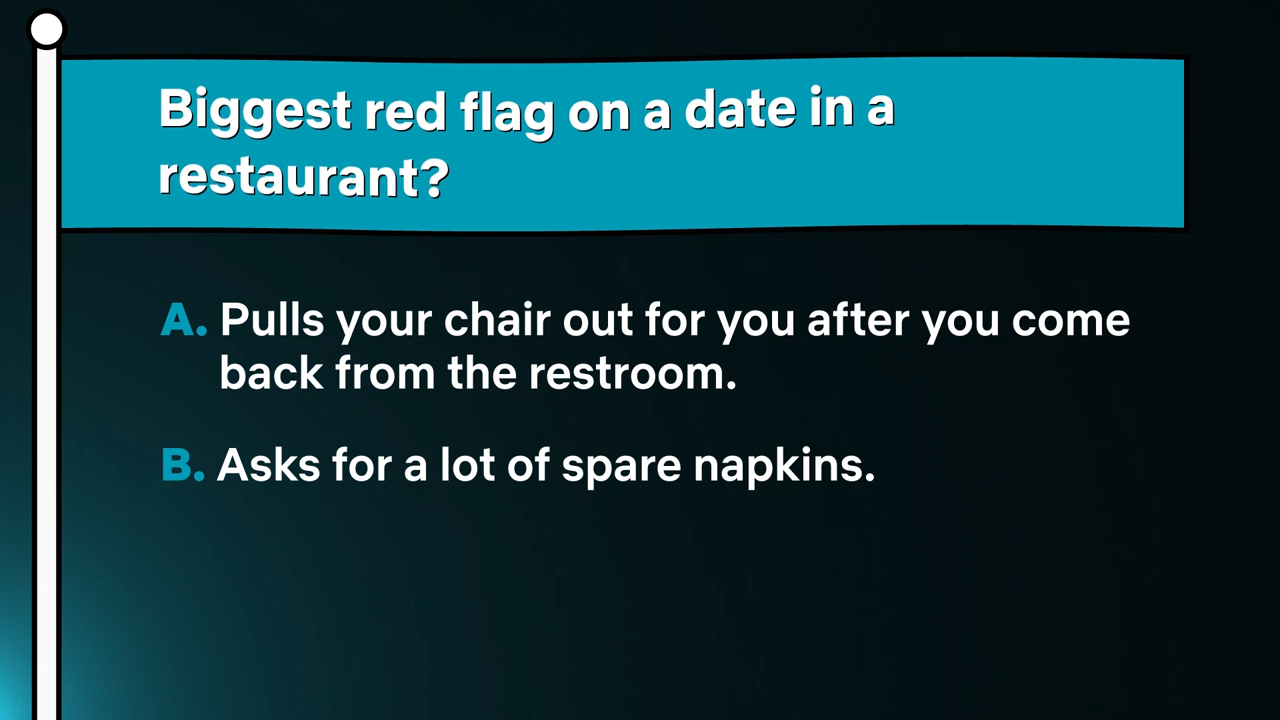 Biggest red flag on a date in a
restaurant?
A. Pulls your chair out for you after you come
back from the restroom.
B. Asks for a lot of spare napkins.